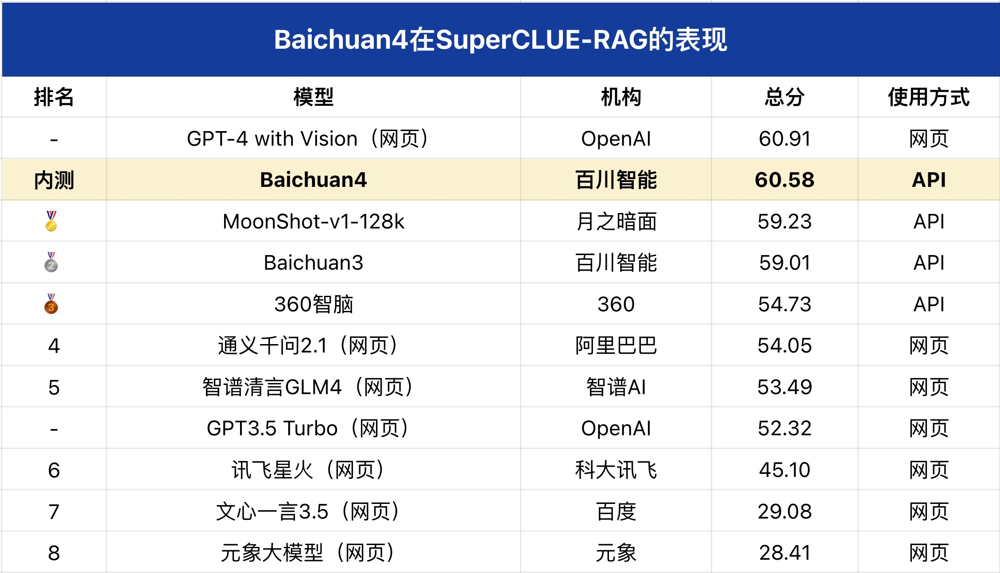 Baichuan4在SuperCLUE-RAG的表现
排名 模型 机构 总分 使用方式
- GPT-4 with Vision（网页） OpenAI 60.91 网页
内测 Baichuan4 百川智能 60.58 API
🏅 MoonShot-v1-128k 月之暗面 59.23 API
🥈 Baichuan3 百川智能 59.01 API
🥉 360智脑 360 54.73 API
4 通义千问2.1（网页） 阿里巴巴 54.05 网页
5 智谱清言GLM4（网页） 智谱AI 53.49 网页
- GPT3.5 Turbo（网页） OpenAI 52.32 网页
6 讯飞星火（网页） 科大讯飞 45.10 网页
7 文心一言3.5（网页） 百度 29.08 网页
8 元象大模型（网页） 元象 28.41 网页